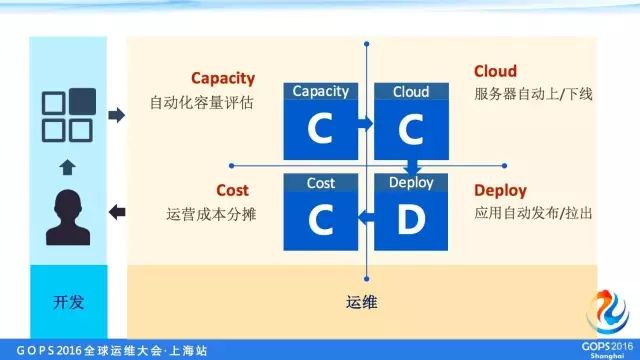 Capacity
自动化容量评估
Capacity
C
Cloud
C
Cloud
服务器自动上/下线
Cost
运营成本分摊
Cost
C
Deploy
D
Deploy
应用自动发布/拉出
开发
运维
GOPS2016全球运维大会·上海站
GOPS2016
Shanghai